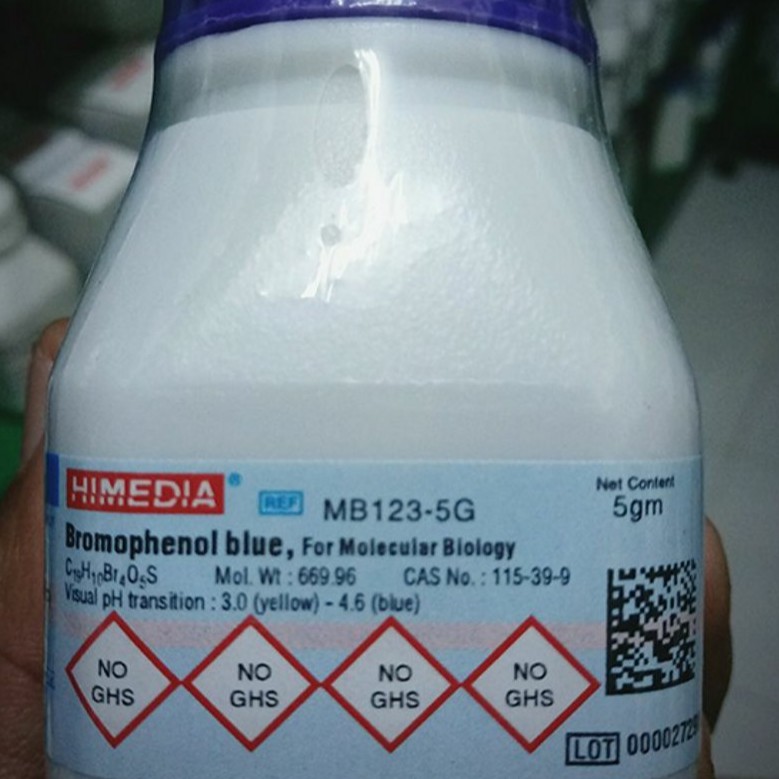 HIMEDIA®
REF MB123-5G
Net Content
5gm
Bromophenol blue, For Molecular Biology
C₁₉H₁₀Br₄O₅S Mol. Wt : 669.96 CAS No. : 115-39-9
Visual pH transition : 3.0 (yellow) - 4.6 (blue)
NO GHS
NO GHS
NO GHS
NO GHS
LOT 00002729